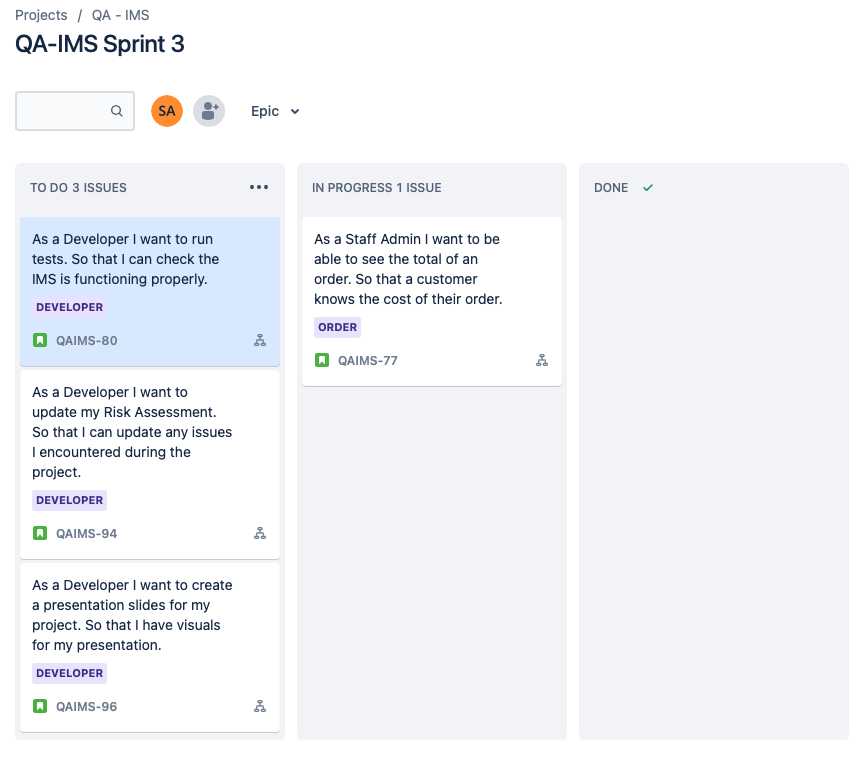 Projects / QA - IMS
QA-IMS Sprint 3
SA
Epic
TO DO 3 ISSUES
As a Developer I want to run
tests. So that I can check the
IMS is functioning properly.
DEVELOPER
QAIMS-80
As a Developer I want to
update my Risk Assessment.
So that I can update any issues
I encountered during the
project.
DEVELOPER
QAIMS-94
As a Developer I want to create
a presentation slides for my
project. So that I have visuals
for my presentation.
DEVELOPER
QAIMS-96
IN PROGRESS 1 ISSUE
As a Staff Admin I want to be
able to see the total of an
order. So that a customer
knows the cost of their order.
ORDER
QAIMS-77
DONE